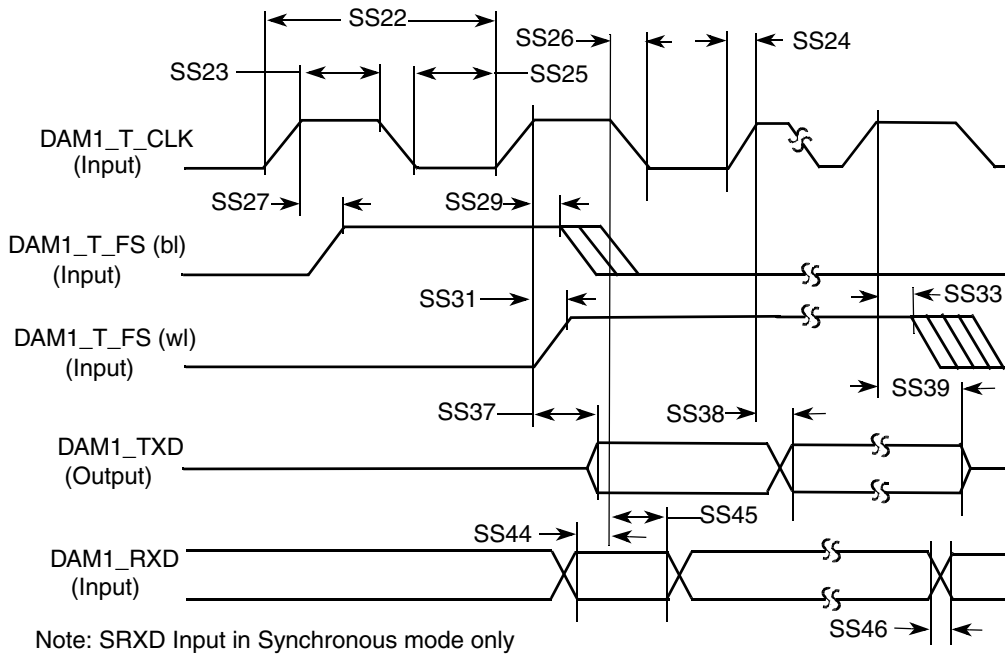 SS22
SS26
SS24
SS23
SS25
DAM1_T_CLK
(Input)
SS27
SS29
DAM1_T_FS (bl)
(Input)
SS31
SS33
DAM1_T_FS (wl)
(Input)
SS37
SS38
SS39
DAM1_TXD
(Output)
SS44
SS45
DAM1_RXD
(Input)
SS46
Note: SRXD Input in Synchronous mode only